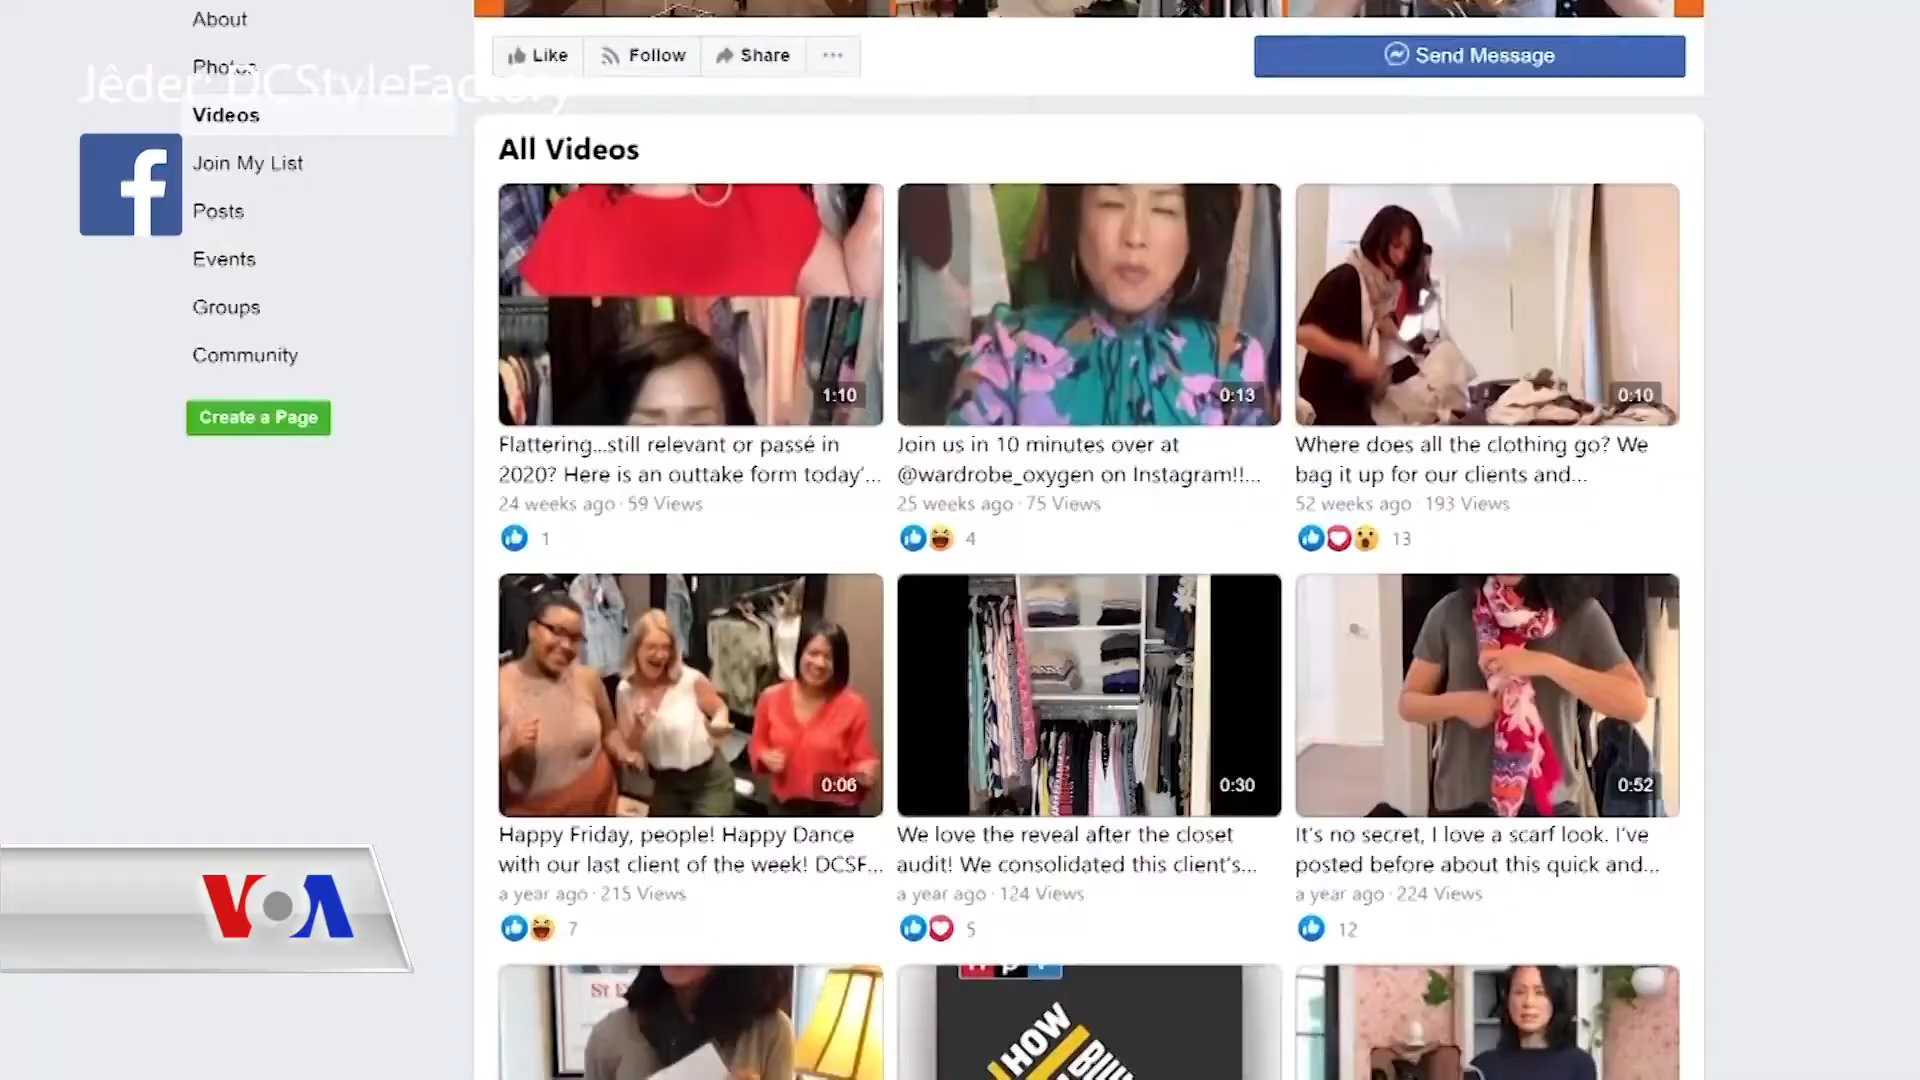 About
Photos
Jêder: DCStyleFactory
Videos
Join My List
Posts
Events
Groups
Community
Create a Page
Like
Follow
Share
Send Message
All Videos
1:10
0:13
0:10
Flattering...still relevant or passé in
2020? Here is an outtake form today'...
24 weeks ago · 59 Views
1
Join us in 10 minutes over at
@wardrobe_oxygen on Instagram!!...
25 weeks ago · 75 Views
4
Where does all the clothing go? We
bag it up for our clients and...
52 weeks ago · 193 Views
13
0:06
0:30
0:52
Happy Friday, people! Happy Dance
with our last client of the week! DCSF...
a year ago · 215 Views
7
We love the reveal after the closet
audit! We consolidated this client's...
a year ago · 124 Views
5
It's no secret, I love a scarf look. I've
posted before about this quick and...
a year ago · 224 Views
12
VOA
HOW